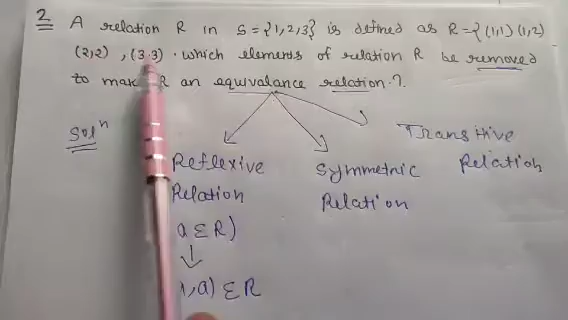 2 A relation R in S = {1,2,3} is defined as R = { (1,1) (1,2)
(2,2) , (3.3) . which elements of relation R be removed
to make R an equivalance relation.?
Solⁿ
Transitive
Relation
Reflexive
Relation
Symmetric
Relation
a Σ R)
,a) Σ R